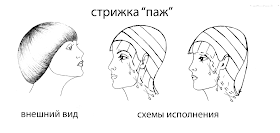 стрижка "паж"
внешний вид
схемы исполнения